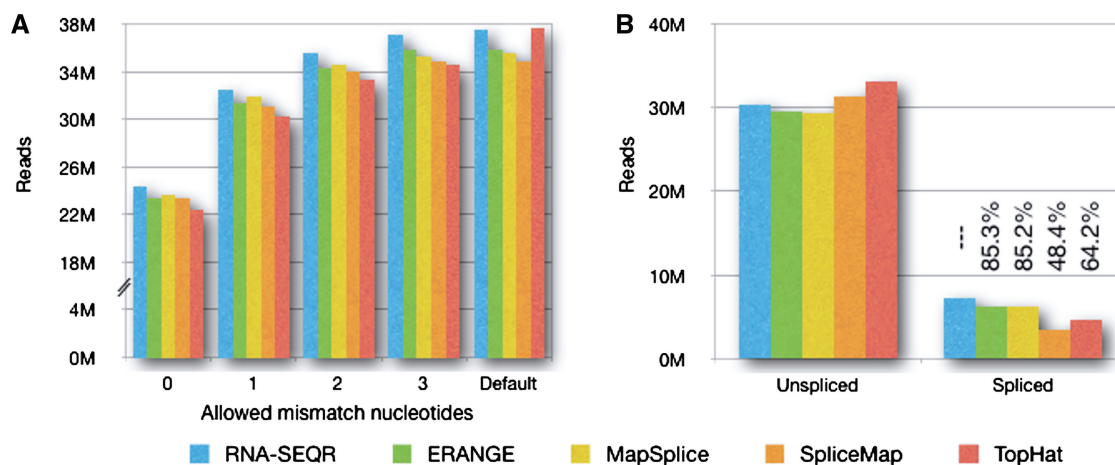 A
Reads
38M
34M
30M
26M
22M
18M
4M
0M
0 1 2 3 Default
Allowed mismatch nucleotides
B
Reads
40M
30M
20M
10M
0M
---
85.3%
85.2%
48.4%
64.2%
Unspliced Spliced
RNA-SEQR ERANGE MapSplice SpliceMap TopHat